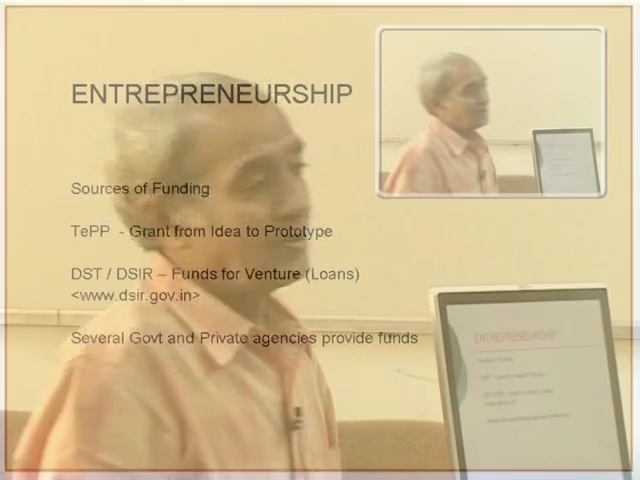 ENTREPRENEURSHIP
Sources of Funding
TePP - Grant from Idea to Prototype
DST / DSIR – Funds for Venture (Loans)
<www.dsir.gov.in>
Several Govt and Private agencies provide funds
ENTREPRENEURSHIP